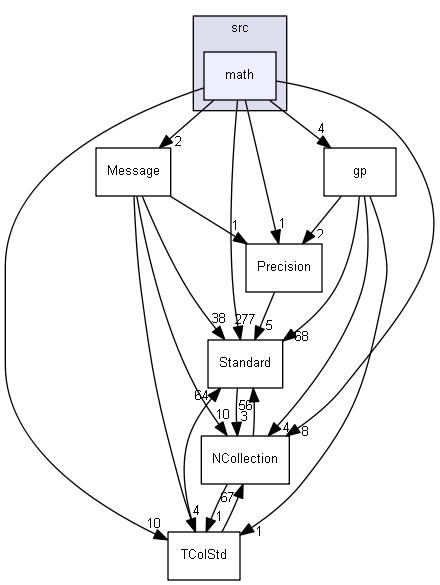 src
math
4
2
Message
gp
1
1
2
Precision
38
277
5
68
Standard
64
56
10
3
4
8
NCollection
67
4
1
10
1
TColStd